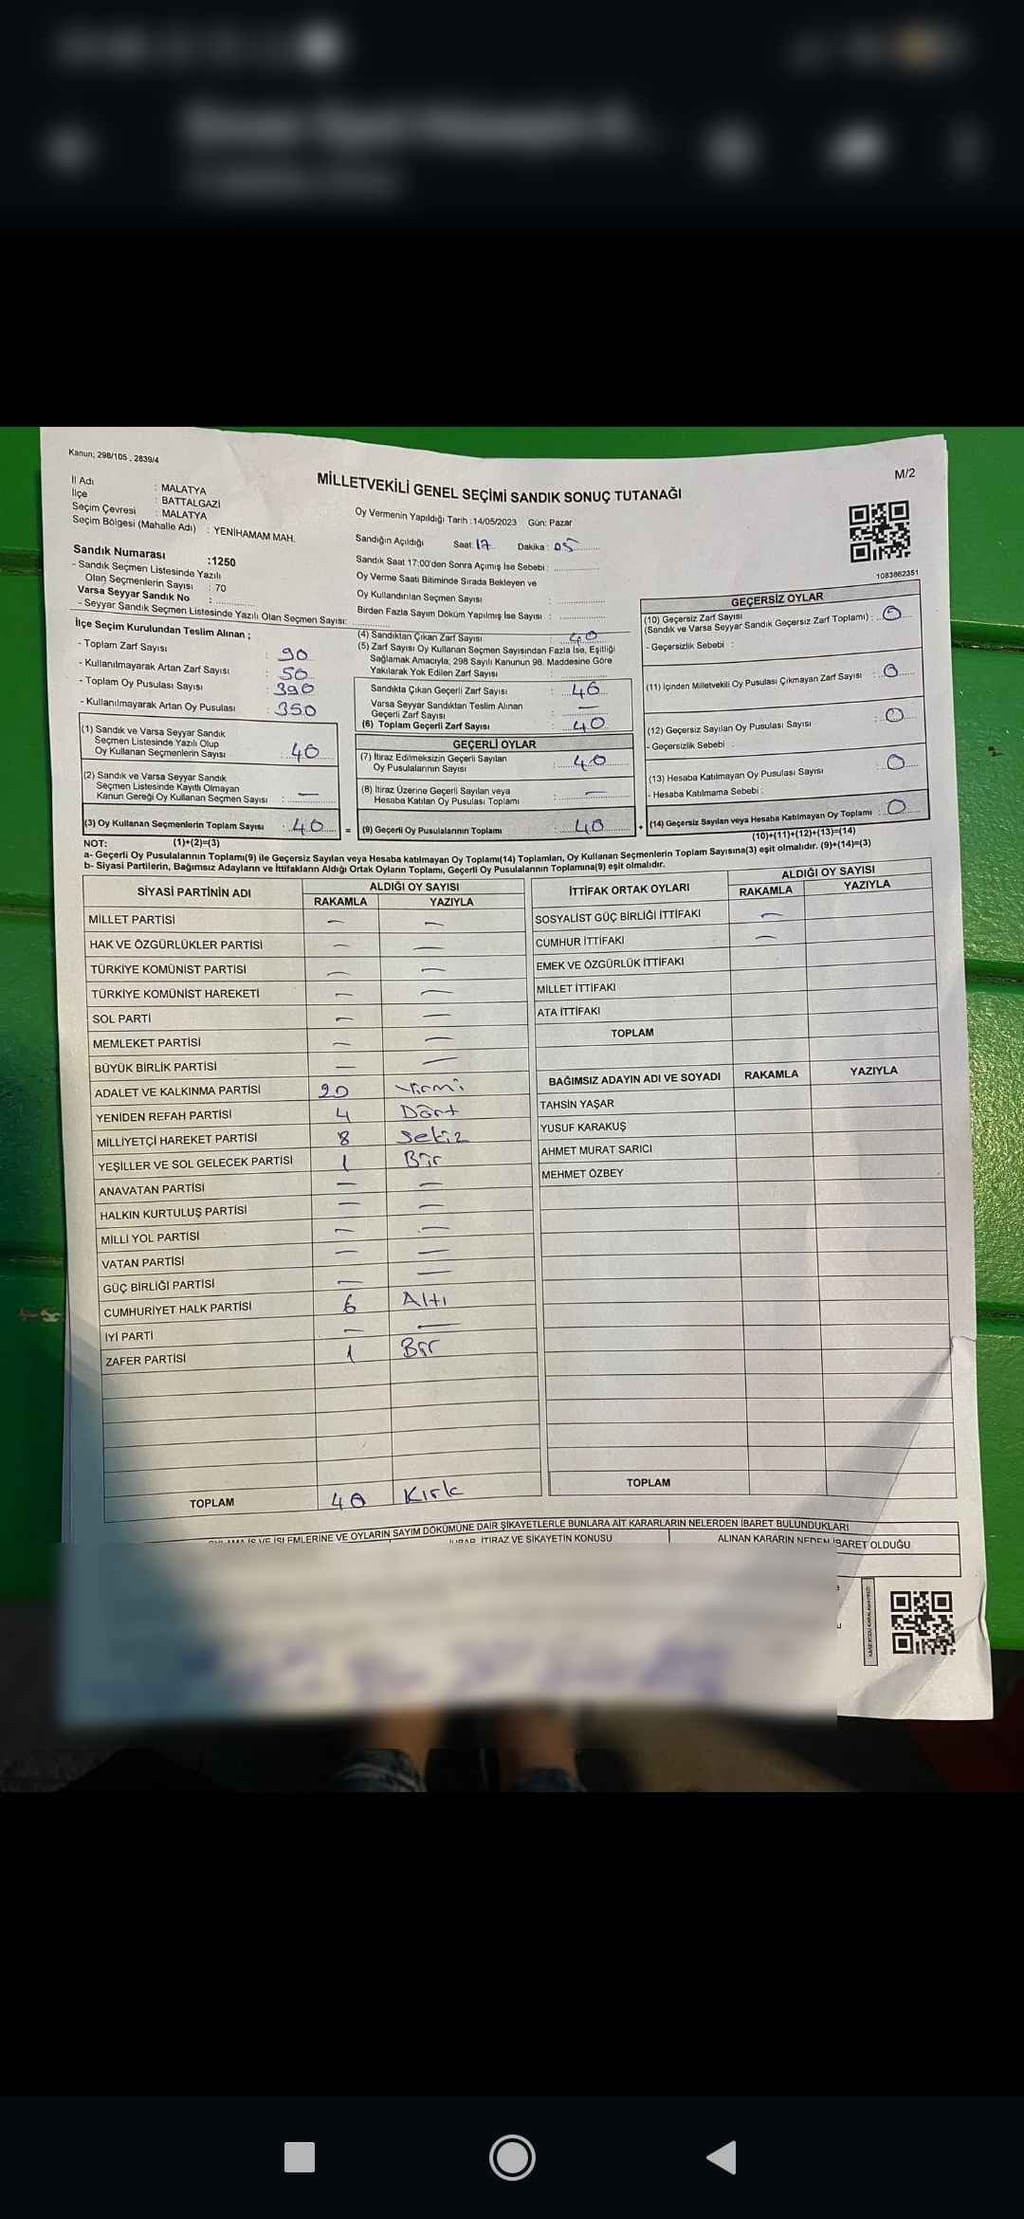 Kanun; 298/105 , 2839/4
M/2
MİLLETVEKİLİ GENEL SEÇİMİ SANDIK SONUÇ TUTANAĞI
İl Adı : MALATYA
İlçe : BATTALGAZİ
Seçim Çevresi : MALATYA
Seçim Bölgesi (Mahalle Adı) : YENİHAMAM MAH.
Sandık Numarası :1250
- Sandık Seçmen Listesinde Yazılı
Olan Seçmenlerin Sayısı : 70
Varsa Seyyar Sandık No :
- Seyyar Sandık Seçmen Listesinde Yazılı Olan Seçmen Sayısı:
Oy Vermenin Yapıldığı Tarih :14/05/2023 Gün: Pazar
Sandığın Açıldığı Saat: 17 Dakika : 05
Sandık Saat 17:00'den Sonra Açımış İse Sebebi :
Oy Verme Saati Bitiminde Sırada Bekleyen ve
Oy Kullandırılan Seçmen Sayısı :
Birden Fazla Sayım Döküm Yapılmış İse Sayısı :
1083862351
İlçe Seçim Kurulundan Teslim Alınan ;
- Toplam Zarf Sayısı : 90
- Kullanılmayarak Artan Zarf Sayısı : 50
- Toplam Oy Pusulası Sayısı : 390
- Kullanılmayarak Artan Oy Pusulası : 350
(1) Sandık ve Varsa Seyyar Sandık
Seçmen Listesinde Yazılı Olup
Oy Kullanan Seçmenlerin Sayısı : 40
(2) Sandık ve Varsa Seyyar Sandık
Seçmen Listesinde Kayıtlı Olmayan
Kanun Gereği Oy Kullanan Seçmen Sayısı : —
(3) Oy Kullanan Seçmenlerin Toplam Sayısı : 40 =
(1)+(2)=(3)
(4) Sandıktan Çıkan Zarf Sayısı : 40
(5) Zarf Sayısı Oy Kullanan Seçmen Sayısından Fazla İse, Eşitliği
Sağlamak Amacıyla, 298 Sayılı Kanunun 98. Maddesine Göre
Yakılarak Yok Edilen Zarf Sayısı :
Sandıkta Çıkan Geçerli Zarf Sayısı : 40
Varsa Seyyar Sandıktan Teslim Alınan
Geçerli Zarf Sayısı : —
(6) Toplam Geçerli Zarf Sayısı : 40
GEÇERLİ OYLAR
(7) İtiraz Edilmeksizin Geçerli Sayılan
Oy Pusulalarının Sayısı : 40
(8) İtiraz Üzerine Geçerli Sayılan veya
Hesaba Katılan Oy Pusulası Toplamı : —
(9) Geçerli Oy Pusulalarının Toplamı : 40 +
GEÇERSİZ OYLAR
(10) Geçersiz Zarf Sayısı
(Sandık ve Varsa Seyyar Sandık Geçersiz Zarf Toplamı) : 0
- Geçersizlik Sebebi :
(11) İçinden Milletvekili Oy Pusulası Çıkmayan Zarf Sayısı : 0
(12) Geçersiz Sayılan Oy Pusulası Sayısı : 0
- Geçersizlik Sebebi :
(13) Hesaba Katılmayan Oy Pusulası Sayısı : 0
- Hesaba Katılmama Sebebi :
(14) Geçersiz Sayılan veya Hesaba Katılmayan Oy Toplamı : 0
(10)+(11)+(12)+(13)=(14)
NOT:
a- Geçerli Oy Pusulalarının Toplamı(9) ile Geçersiz Sayılan veya Hesaba katılmayan Oy Toplamı(14) Toplamları, Oy Kullanan Seçmenlerin Toplam Sayısına(3) eşit olmalıdır. (9)+(14)=(3)
b- Siyasi Partilerin, Bağımsız Adayların ve İttifakların Aldığı Ortak Oyların Toplamı, Geçerli Oy Pusulalarının Toplamına(9) eşit olmalıdır.
SİYASİ PARTİNİN ADI ALDIĞI OY SAYISI
RAKAMLA YAZIYLA
MİLLET PARTİSİ — —
HAK VE ÖZGÜRLÜKLER PARTİSİ — —
TÜRKİYE KOMÜNİST PARTİSİ — —
TÜRKİYE KOMÜNİST HAREKETİ — —
SOL PARTİ — —
MEMLEKET PARTİSİ — —
BÜYÜK BİRLİK PARTİSİ — —
ADALET VE KALKINMA PARTİSİ 20 Yirmi
YENİDEN REFAH PARTİSİ 4 Dört
MİLLİYETÇİ HAREKET PARTİSİ 8 Sekiz
YEŞİLLER VE SOL GELECEK PARTİSİ 1 Bir
ANAVATAN PARTİSİ — —
HALKIN KURTULUŞ PARTİSİ — —
MİLLİ YOL PARTİSİ — —
VATAN PARTİSİ — —
GÜÇ BİRLİĞİ PARTİSİ — —
CUMHURİYET HALK PARTİSİ 6 Altı
İYİ PARTİ — —
ZAFER PARTİSİ 1 Bir
TOPLAM 40 Kırk
İTTİFAK ORTAK OYLARI ALDIĞI OY SAYISI
RAKAMLA YAZIYLA
SOSYALİST GÜÇ BİRLİĞİ İTTİFAKI —
CUMHUR İTTİFAKI —
EMEK VE ÖZGÜRLÜK İTTİFAKI
MİLLET İTTİFAKI
ATA İTTİFAKI
TOPLAM
BAĞIMSIZ ADAYIN ADI VE SOYADI RAKAMLA YAZIYLA
TAHSİN YAŞAR
YUSUF KARAKUŞ
AHMET MURAT SARICI
MEHMET ÖZBEY
TOPLAM
VE İŞLEMLERİNE VE OYLARIN SAYIM DÖKÜMÜNE DAİR ŞİKAYETLERLE BUNLARA AİT KARARLARIN NELERDEN İBARET BULUNDUKLARI
İTİRAZ VE ŞİKAYETİN KONUSU ALINAN KARARIN NEDEN İBARET OLDUĞU